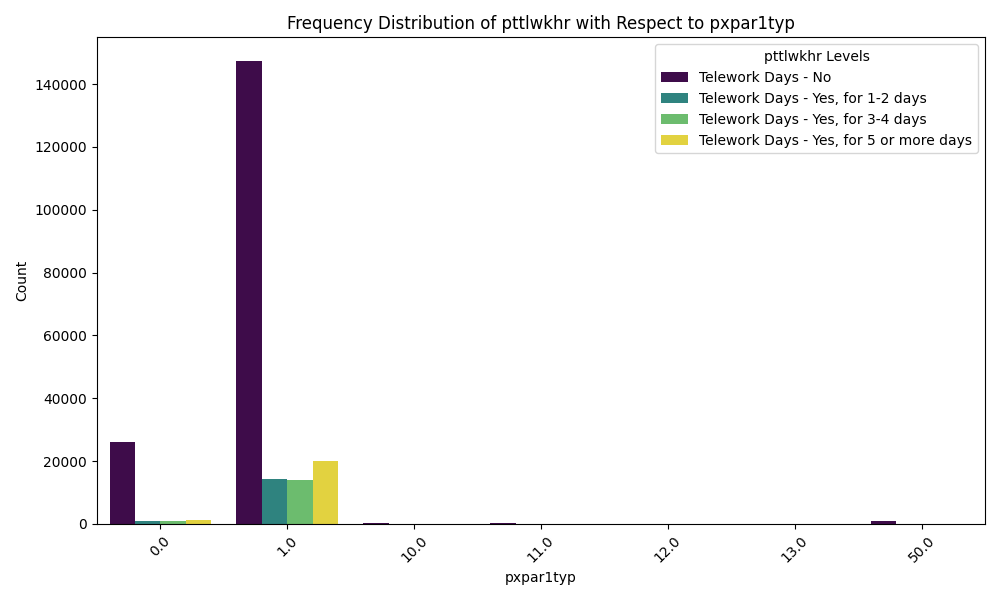 Frequency Distribution of pttlwkhr with Respect to pxpar1typ
pttlwkhr Levels
Telework Days - No
Telework Days - Yes, for 1-2 days
Telework Days - Yes, for 3-4 days
Telework Days - Yes, for 5 or more days
Count
140000
120000
100000
80000
60000
40000
20000
0
0.0
1.0
10.0
11.0
12.0
13.0
50.0
pxpar1typ